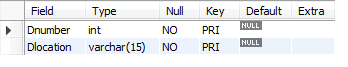 Field Type Null Key Default Extra
Dnumber int NO PRI NULL
Dlocation varchar(15) NO PRI NULL